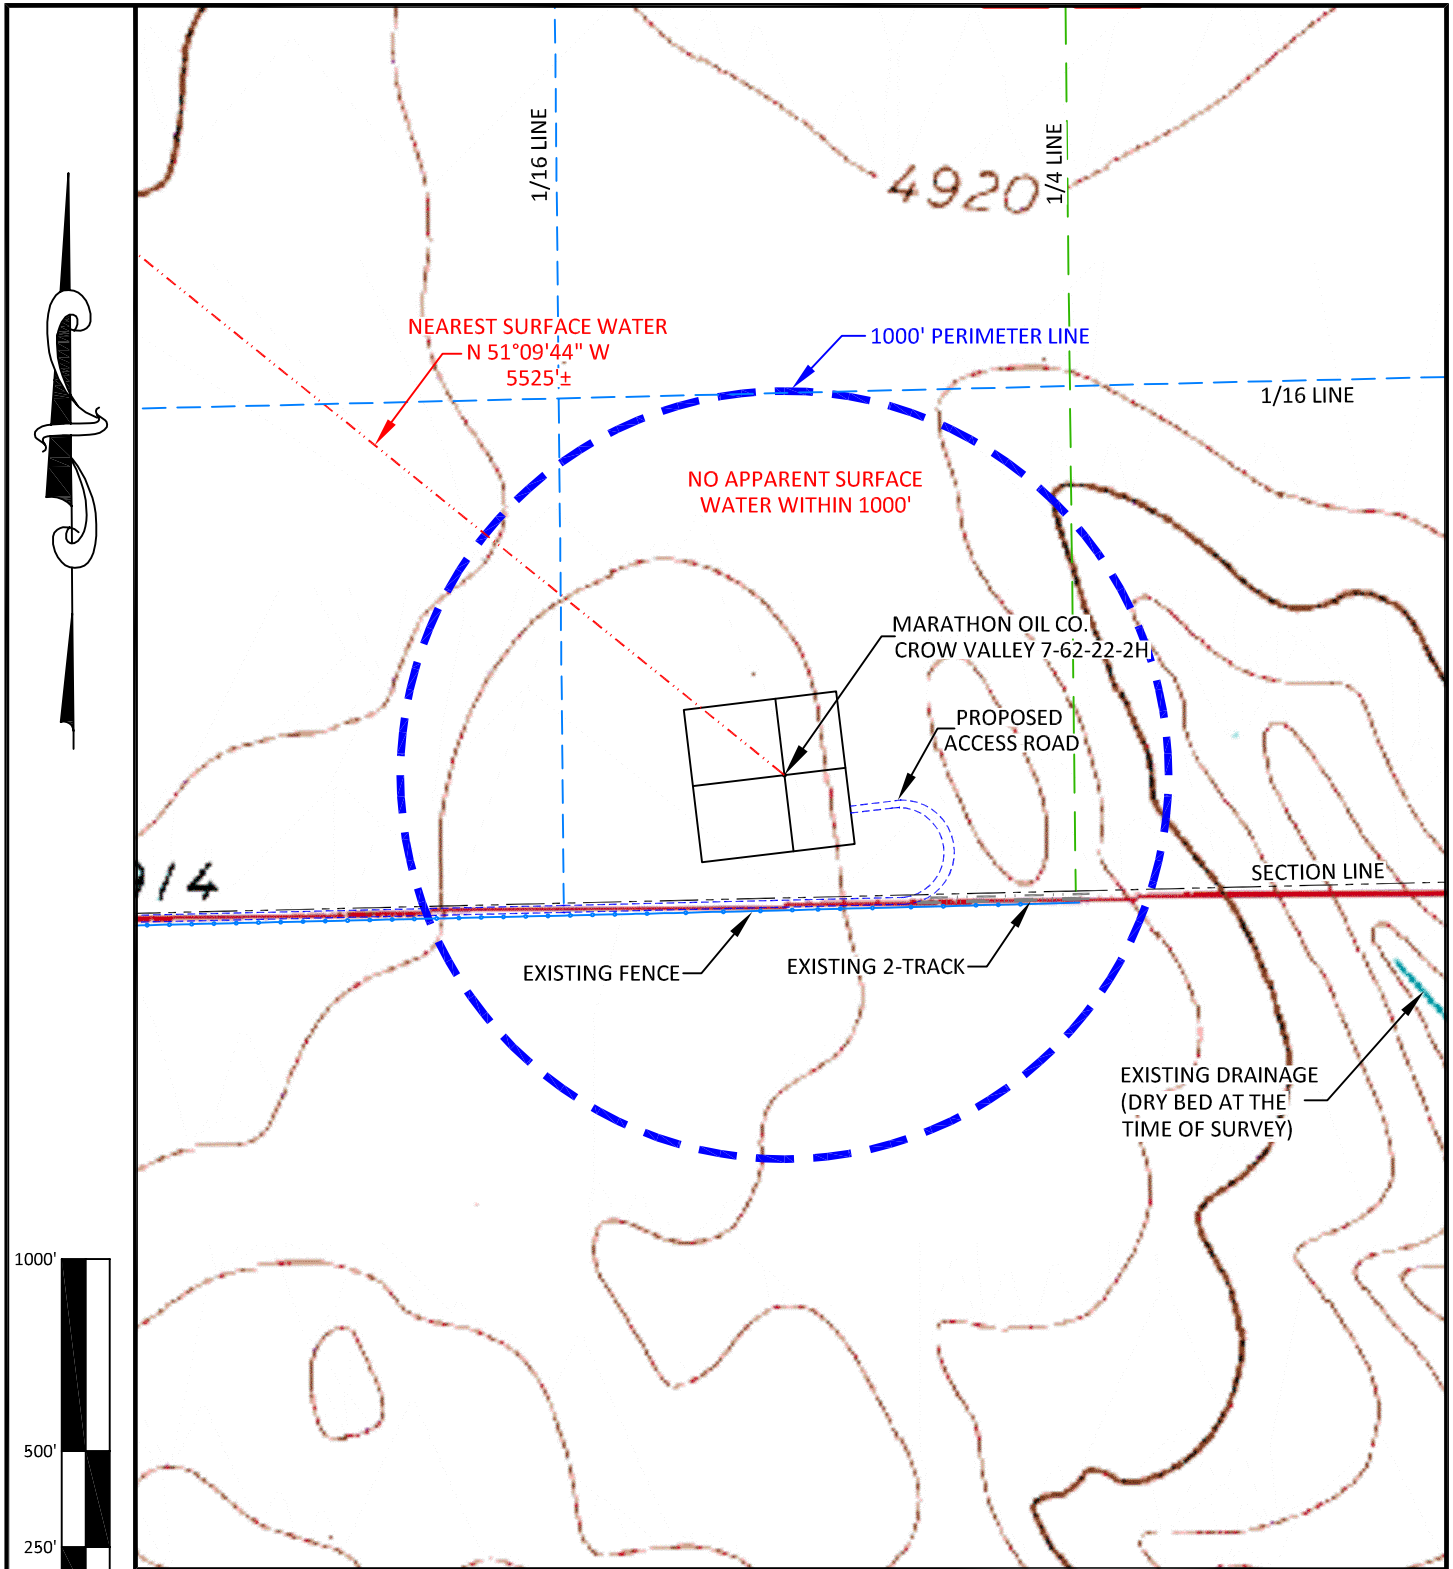 1/16 LINE
1/4 LINE
4920
NEAREST SURFACE WATER
N 51°09'44" W
5525'±
1000' PERIMETER LINE
1/16 LINE
NO APPARENT SURFACE
WATER WITHIN 1000'
MARATHON OIL CO.
CROW VALLEY 7-62-22-2H
PROPOSED
ACCESS ROAD
SECTION LINE
EXISTING FENCE
EXISTING 2-TRACK
EXISTING DRAINAGE
(DRY BED AT THE
TIME OF SURVEY)
1000'
500'
250'